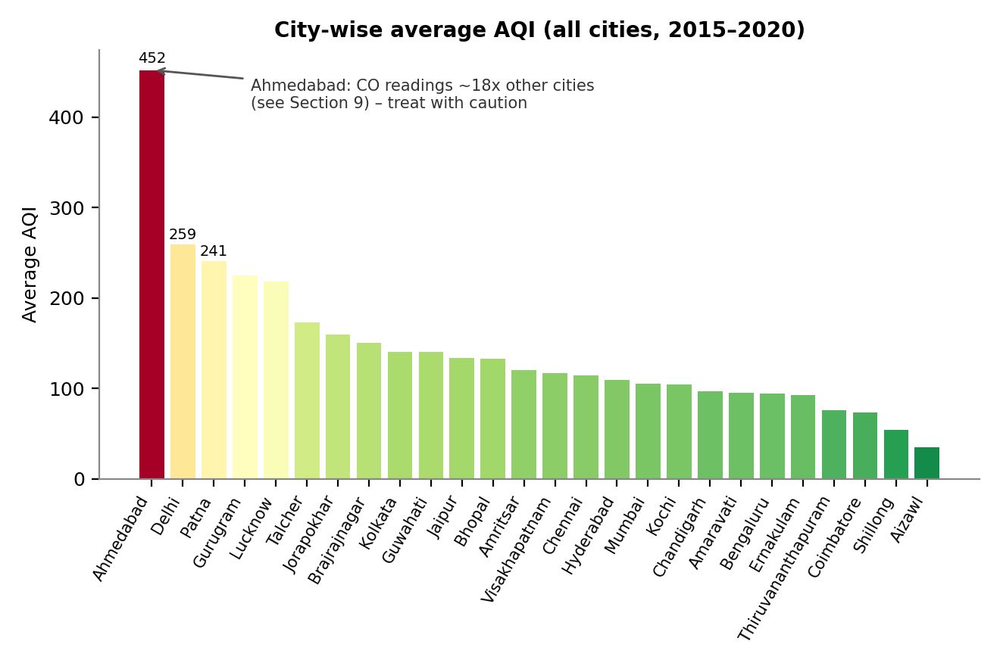 City-wise average AQI (all cities, 2015–2020)
452
Ahmedabad: CO readings ~18x other cities
(see Section 9) – treat with caution
400
300
259
241
200
100
0
Average AQI
Ahmedabad
Delhi
Patna
Gurugram
Lucknow
Talcher
Jorapokhar
Brajrajnagar
Kolkata
Guwahati
Jaipur
Bhopal
Amritsar
Visakhapatnam
Chennai
Hyderabad
Mumbai
Kochi
Chandigarh
Amaravati
Bengaluru
Ernakulam
Thiruvananthapuram
Coimbatore
Shillong
Aizawl